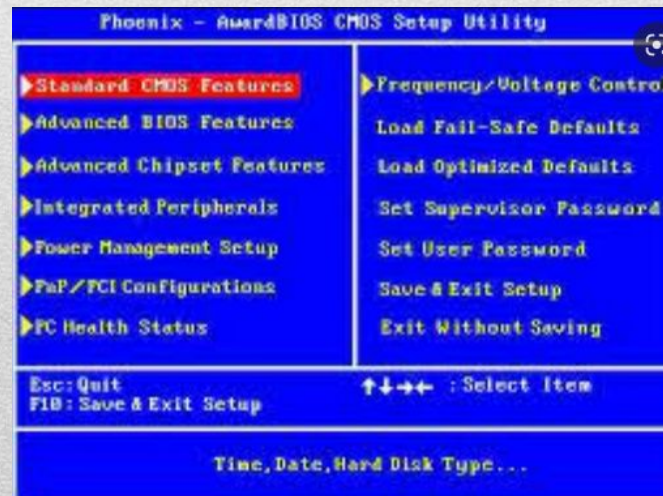 Phoenix - AwardBIOS CMOS Setup Utility
Standard CMOS Features
Advanced BIOS Features
Advanced Chipset Features
Integrated Peripherals
Power Management Setup
PnP/PCI Configurations
PC Health Status
Frequency/Voltage Contro
Load Fail-Safe Defaults
Load Optimized Defaults
Set Supervisor Password
Set User Password
Save & Exit Setup
Exit Without Saving
Esc:Quit
F10:Save & Exit Setup
↑↓→← :Select Item
Time,Date,Hard Disk Type...